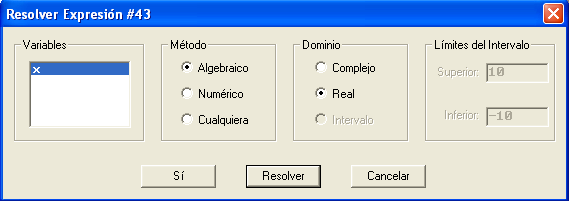 Resolver Expresión #43
Variables
x
Método
Algebraico
Numérico
Cualquiera
Dominio
Complejo
Real
Intervalo
Límites del Intervalo
Superior: 10
Inferior: -10
Sí
Resolver
Cancelar